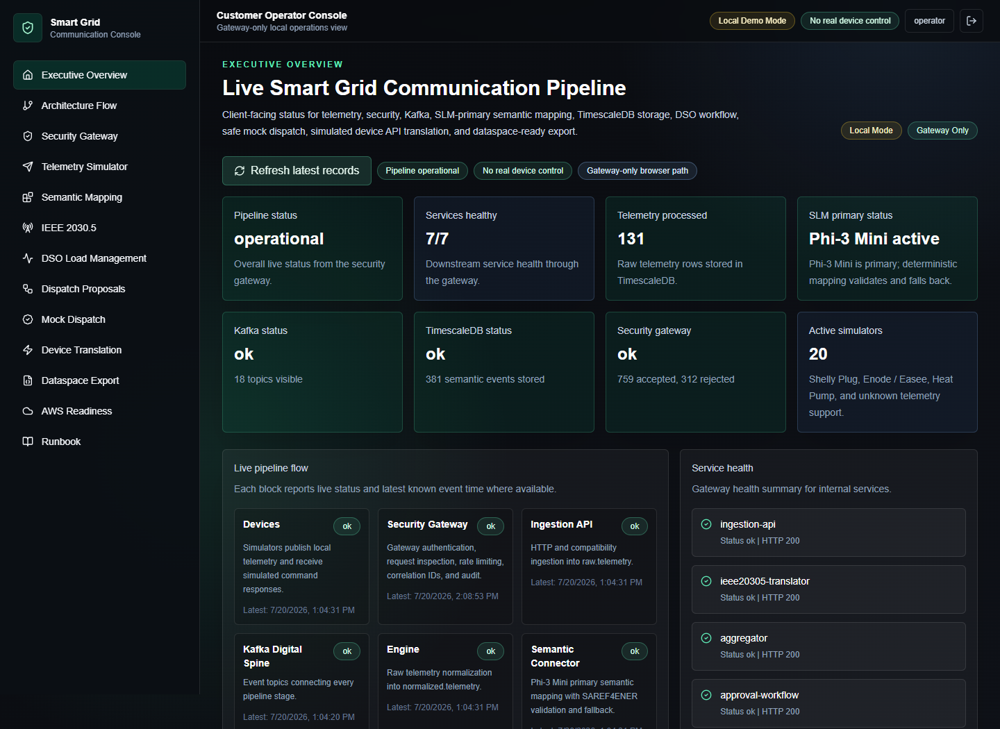 Smart Grid
Communication Console
Executive Overview
Architecture Flow
Security Gateway
Telemetry Simulator
Semantic Mapping
IEEE 2030.5
DSO Load Management
Dispatch Proposals
Mock Dispatch
Device Translation
Dataspace Export
AWS Readiness
Runbook
Customer Operator Console
Gateway-only local operations view
Local Demo Mode
No real device control
operator
EXECUTIVE OVERVIEW
Live Smart Grid Communication Pipeline
Client-facing status for telemetry, security, Kafka, SLM-primary semantic mapping, TimescaleDB storage, DSO workflow,
safe mock dispatch, simulated device API translation, and dataspace-ready export.
Local Mode
Gateway Only
Refresh latest records
Pipeline operational
No real device control
Gateway-only browser path
Pipeline status
operational
Overall live status from the security
gateway.
Services healthy
7/7
Downstream service health through
the gateway.
Telemetry processed
131
Raw telemetry rows stored in
TimescaleDB.
SLM primary status
Phi-3 Mini active
Phi-3 Mini is primary; deterministic
mapping validates and falls back.
Kafka status
ok
18 topics visible
TimescaleDB status
ok
381 semantic events stored
Security gateway
ok
759 accepted, 312 rejected
Active simulators
20
Shelly Plug, Enode / Easee, Heat
Pump, and unknown telemetry
support.
Live pipeline flow
Each block reports live status and latest known event time where available.
Devices
ok
Simulators publish local
telemetry and receive
simulated command
responses.
Latest: 7/20/2026, 1:04:31 PM
Security Gateway
ok
Gateway authentication,
request inspection, rate limiting,
correlation IDs, and audit.
Latest: 7/20/2026, 2:08:53 PM
Ingestion API
ok
HTTP and compatibility
ingestion into raw.telemetry.
Latest: 7/20/2026, 1:04:31 PM
Kafka Digital
Spine
ok
Event topics connecting every
pipeline stage.
Latest: 7/20/2026, 1:04:20 PM
Engine
ok
Raw telemetry normalization
into normalized.telemetry.
Latest: 7/20/2026, 1:04:31 PM
Semantic
Connector
ok
Phi-3 Mini primary semantic
mapping with SAREF4ENER
validation and fallback.
Service health
Gateway health summary for internal services.
ingestion-api
Status ok | HTTP 200
ieee20305-translator
Status ok | HTTP 200
aggregator
Status ok | HTTP 200
approval-workflow
Status ok | HTTP 200